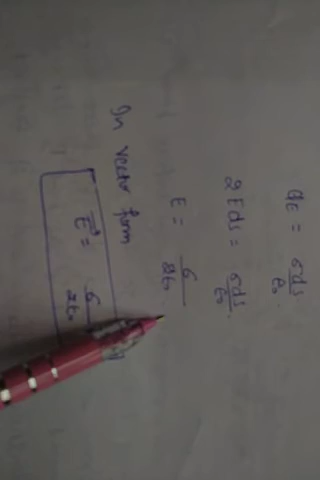 φE = σds/ε₀
2Eds = σds/ε₀.
E = σ/2ε₀
In vector form
E⃗ = σ/2ε₀